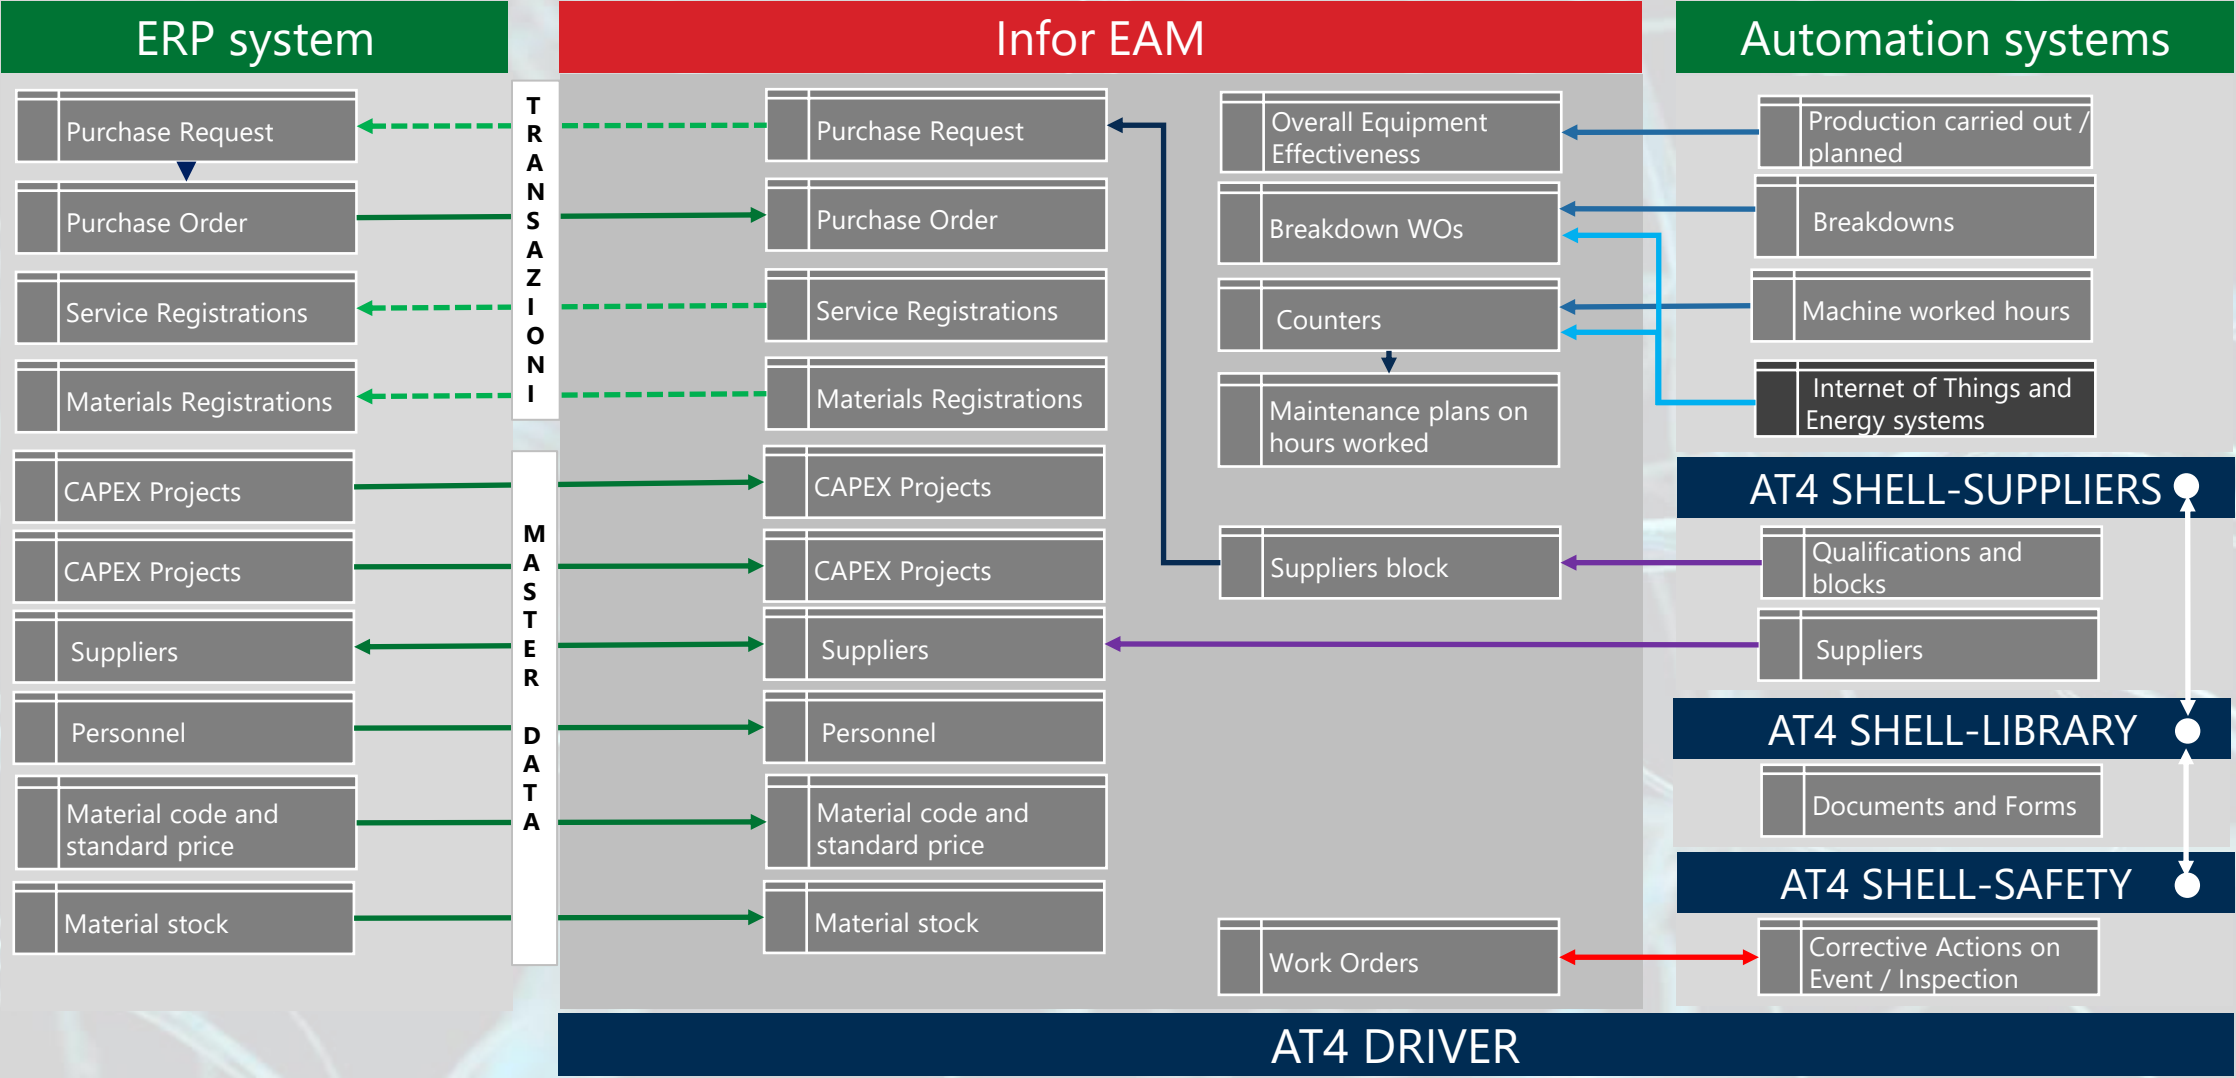 ERP system
Infor EAM
Automation systems
Purchase Request
Purchase Order
Service Registrations
Materials Registrations
CAPEX Projects
CAPEX Projects
Suppliers
Personnel
Material code and
standard price
Material stock
TRANSAZIONI
MASTER DATA
Purchase Request
Purchase Order
Service Registrations
Materials Registrations
CAPEX Projects
CAPEX Projects
Suppliers
Personnel
Material code and
standard price
Material stock
Overall Equipment
Effectiveness
Breakdown WOs
Counters
Maintenance plans on
hours worked
Suppliers block
Work Orders
Production carried out /
planned
Breakdowns
Machine worked hours
Internet of Things and
Energy systems
AT4 SHELL-SUPPLIERS
Qualifications and
blocks
Suppliers
AT4 SHELL-LIBRARY
Documents and Forms
AT4 SHELL-SAFETY
Corrective Actions on
Event / Inspection
AT4 DRIVER